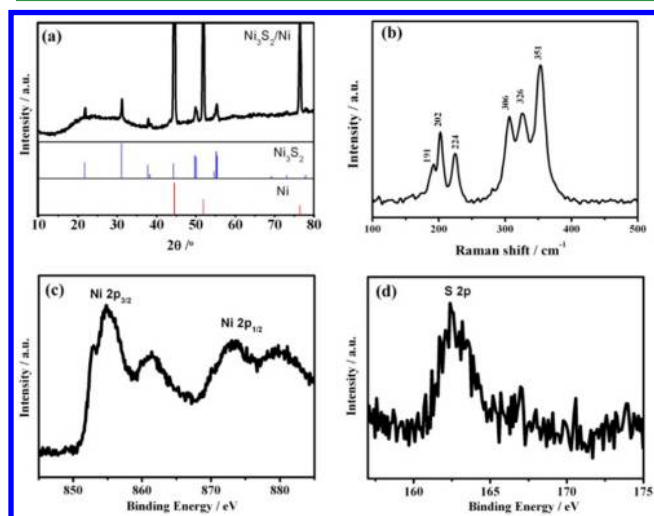 (a)
Ni₃S₂/Ni
Ni₃S₂
Ni
Intensity / a.u.
10 20 30 40 50 60 70 80
2θ /°
(b)
191
202
224
306
326
351
Intensity / a.u.
100 200 300 400 500
Raman shift / cm⁻¹
(c)
Ni 2p₃/₂
Ni 2p₁/₂
Intensity / a.u.
850 860 870 880
Binding Energy / eV
(d)
S 2p
Intensity / a.u.
160 165 170 175
Binding Energy / eV